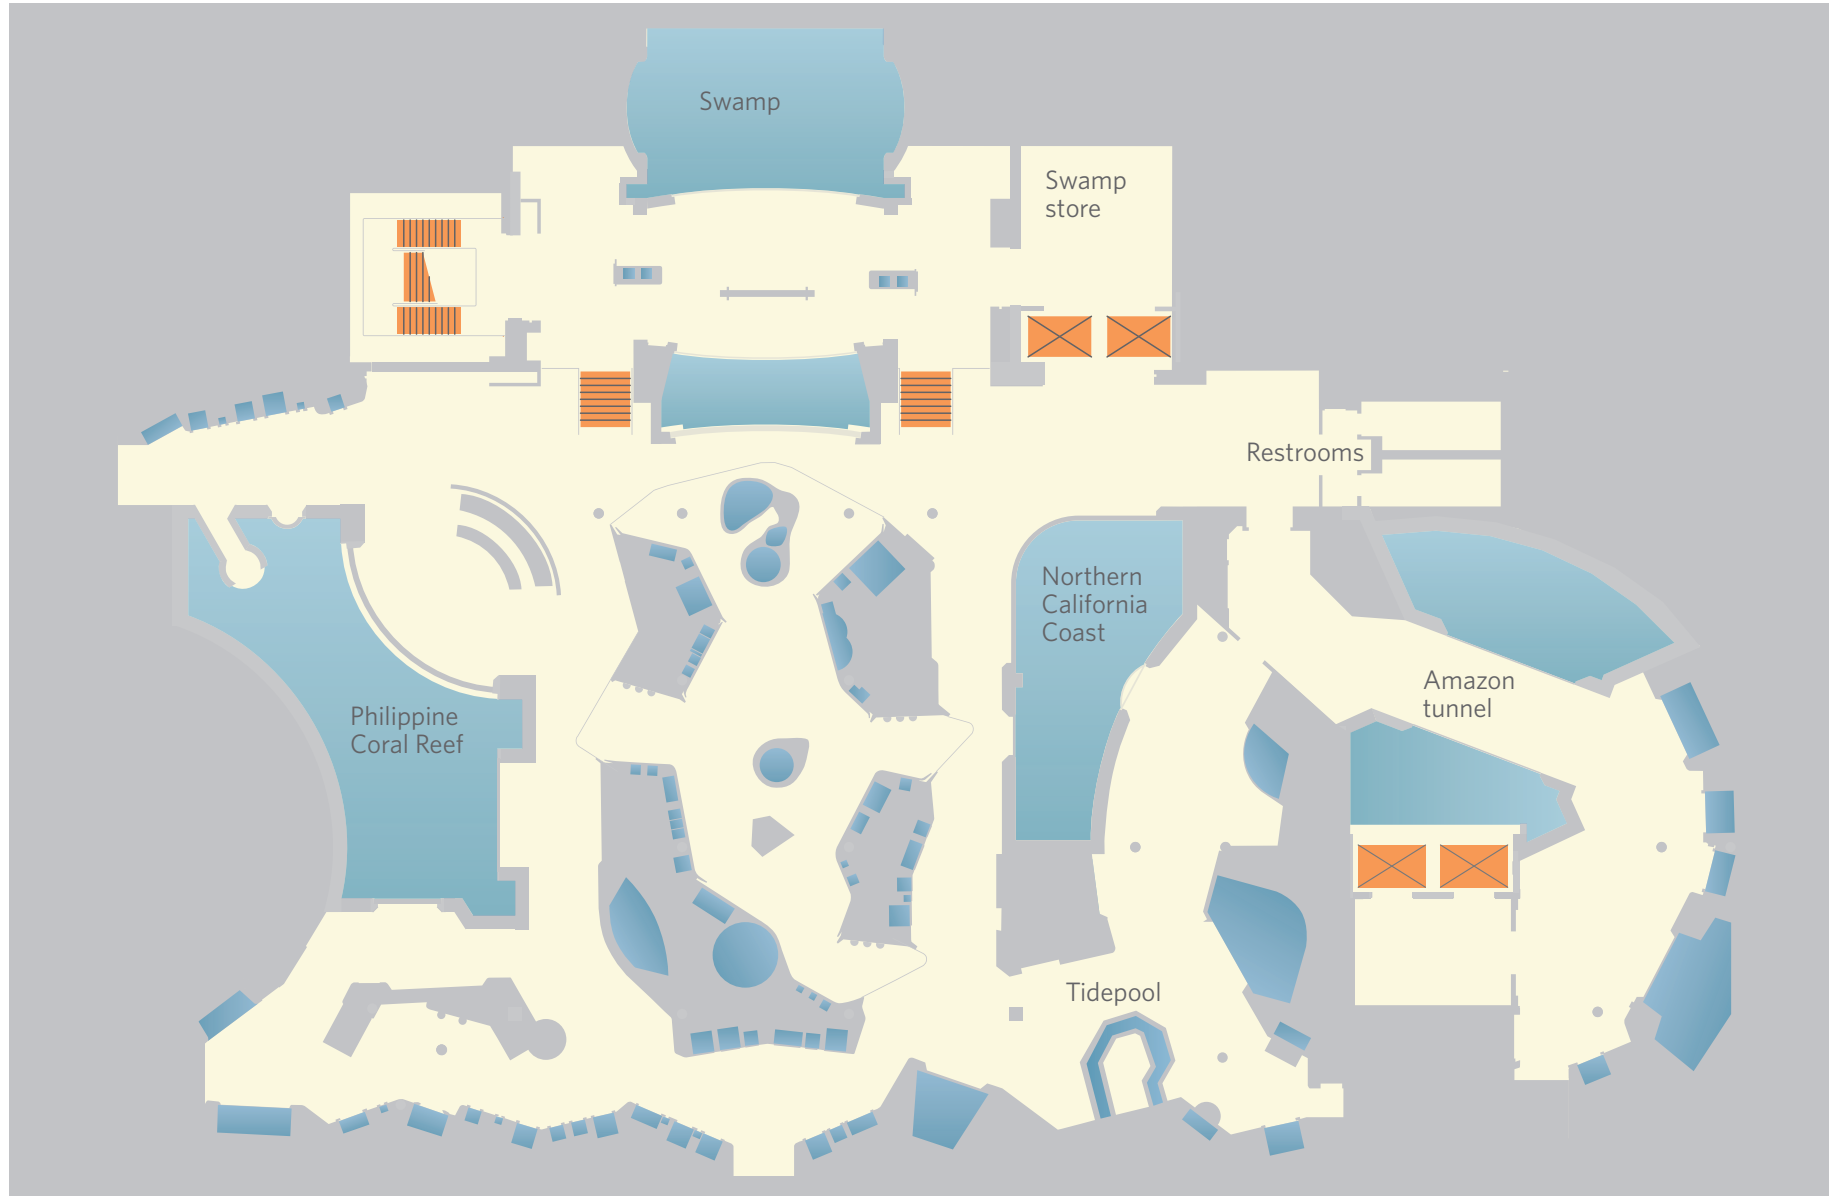 Swamp
Swamp
store
Restrooms
Northern
California
Coast
Amazon
tunnel
Philippine
Coral Reef
Tidepool